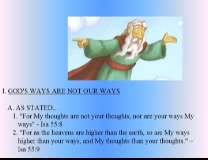 I. GOD'S WAYS ARE NOT OUR WAYS
A. AS STATED...
1. "For My thoughts are not your thoughts, nor are your ways My
ways" - Isa 55:8
2. "For as the heavens are higher than the earth, so are My ways
higher than your ways, and My thoughts than your thoughts." –
Isa 55:9